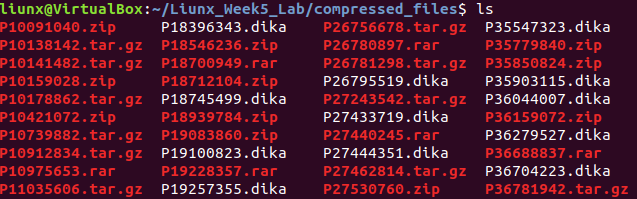 liunx@VirtualBox:~/Liunx_Week5_Lab/compressed_files$ ls
P10091040.zip P18396343.dika P26756678.tar.gz P35547323.dika
P10138142.tar.gz P18546236.zip P26780897.rar P35779840.zip
P10141482.tar.gz P18700949.rar P26781298.tar.gz P35850824.zip
P10159028.zip P18712104.zip P26795519.dika P35903115.dika
P10178862.tar.gz P18745499.dika P27243542.tar.gz P36044007.dika
P10421072.zip P18939784.zip P27433719.dika P36159072.zip
P10739882.tar.gz P19083860.zip P27440245.rar P36279527.dika
P10912834.tar.gz P19100823.dika P27444351.dika P36688837.rar
P10975653.rar P19228357.rar P27462814.tar.gz P36704223.dika
P11035606.tar.gz P19257355.dika P27530760.zip P36781942.tar.gz